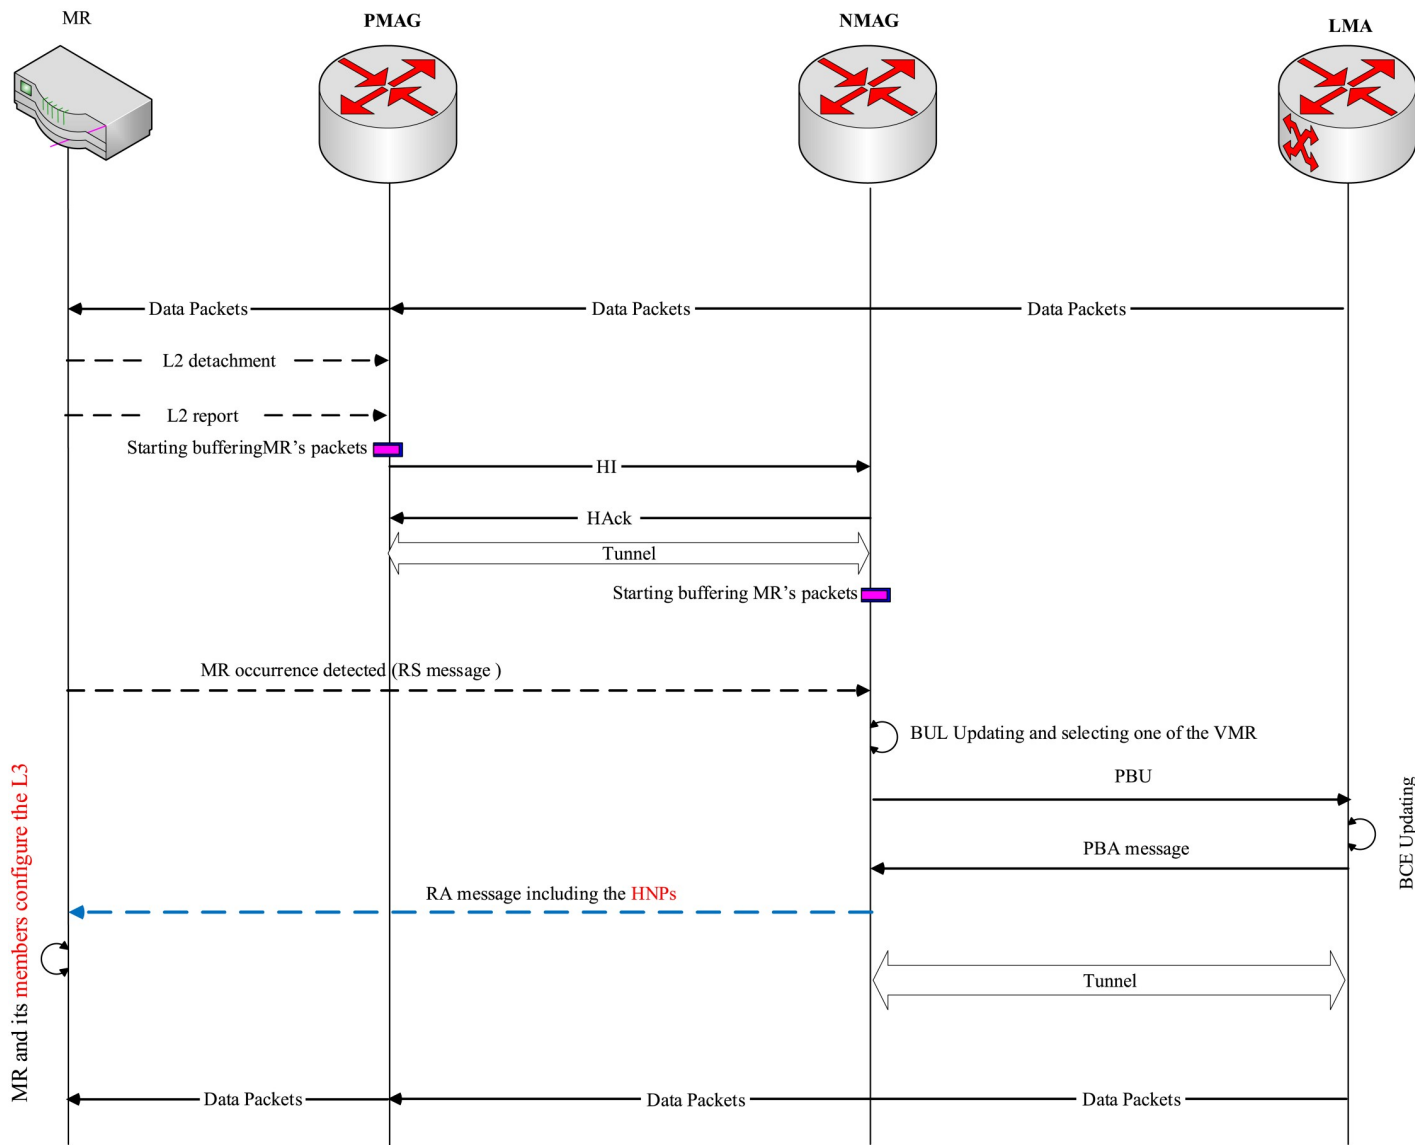 MR
PMAG
NMAG
LMA
Data Packets
Data Packets
Data Packets
L2 detachment
L2 report
Starting bufferingMR’s packets
HI
HAck
Tunnel
Starting buffering MR’s packets
MR occurrence detected (RS message )
BUL Updating and selecting one of the VMR
PBU
BCE Updating
PBA message
RA message including the HNPs
MR and its members configure the L3
Tunnel
Data Packets
Data Packets
Data Packets